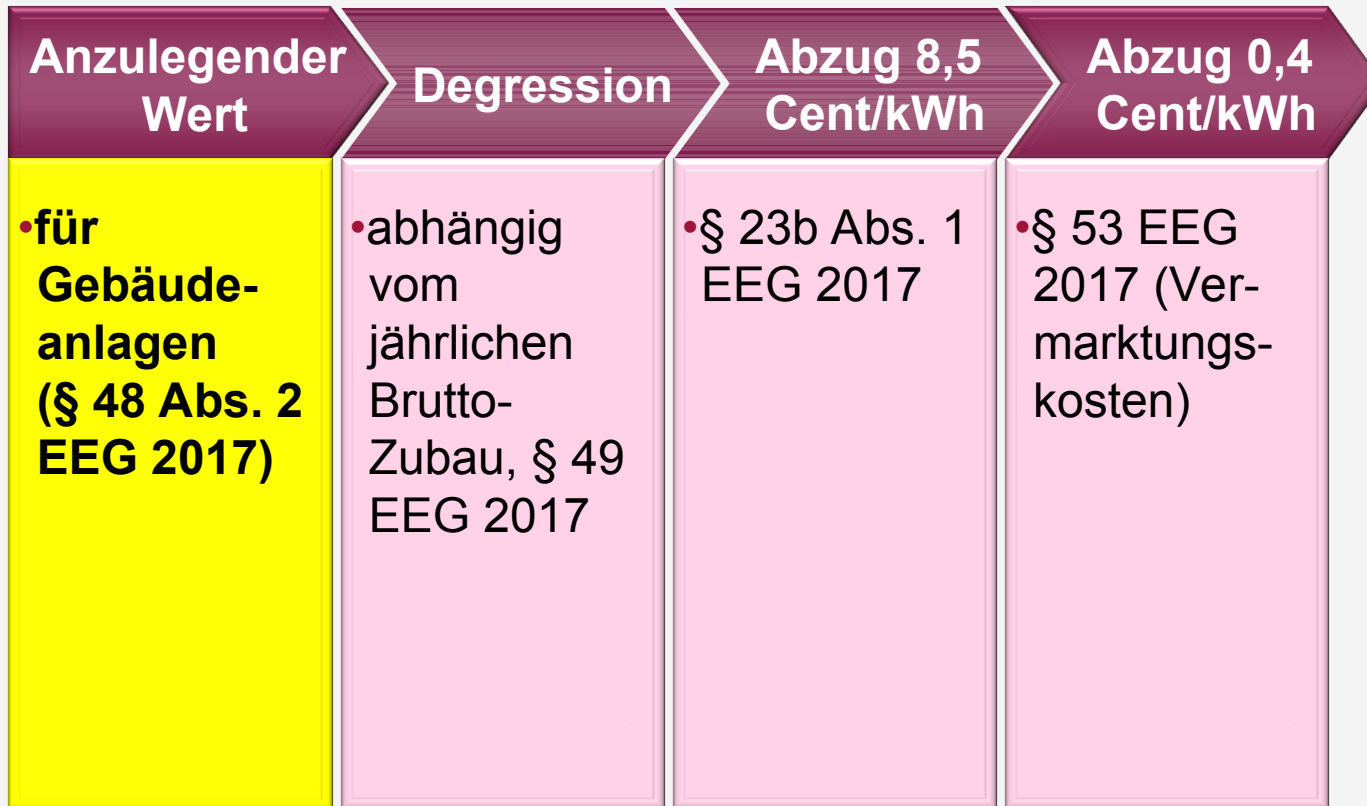 Anzulegender
Wert
Degression
Abzug 8,5
Cent/kWh
Abzug 0,4
Cent/kWh
•für
Gebäude-
anlagen
(§ 48 Abs. 2
EEG 2017)
•abhängig
vom
jährlichen
Brutto-
Zubau, § 49
EEG 2017
•§ 23b Abs. 1
EEG 2017
•§ 53 EEG
2017 (Ver-
marktungs-
kosten)